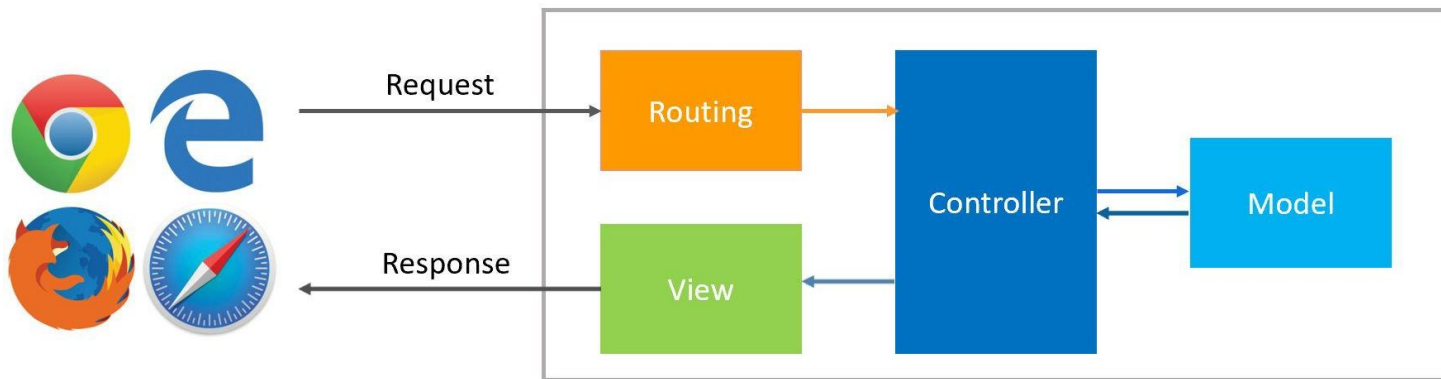 Request
Routing
Controller
Model
Response
View